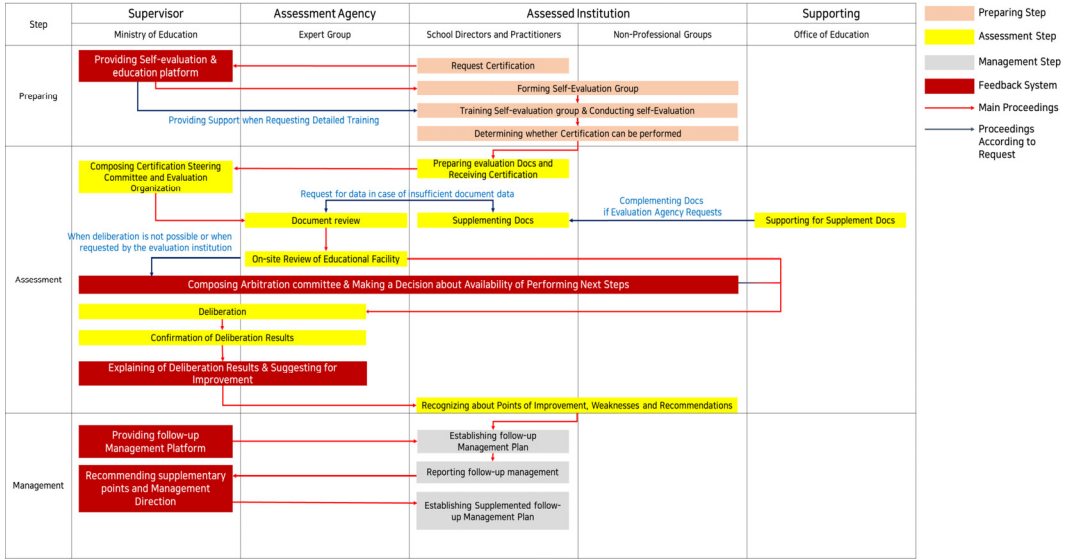 Step
Supervisor
Assessment Agency
Assessed Institution
Supporting
Ministry of Education
Expert Group
School Directors and Practitioners
Non-Professional Groups
Office of Education
Preparing
Providing Self-evaluation &
education platform
Request Certification
Forming Self-Evaluation Group
Training Self-evaluation group & Conducting self-Evaluation
Providing Support when Requesting Detailed Training
Determining whether Certification can be performed
Assessment
Composing Certification Steering
Committee and Evaluation
Organization
Preparing evaluation Docs and
Receiving Certification
Request for data in case of insufficient document data
Complementing Docs
if Evaluation Agency Requests
Document review
Supplementing Docs
Supporting for Supplement Docs
When deliberation is not possible or when
requested by the evaluation institution
On-site Review of Educational Facility
Composing Arbitration committee & Making a Decision about Availability of Performing Next Steps
Deliberation
Confirmation of Deliberation Results
Explaining of Deliberation Results & Suggesting for
Improvement
Recognizing about Points of Improvement, Weaknesses and Recommendations
Management
Providing follow-up
Management Platform
Establishing follow-up
Management Plan
Reporting follow-up management
Recommending supplementary
points and Management
Direction
Establishing Supplemented follow-
up Management Plan
Preparing Step
Assessment Step
Management Step
Feedback System
Main Proceedings
Proceedings
According to
Request